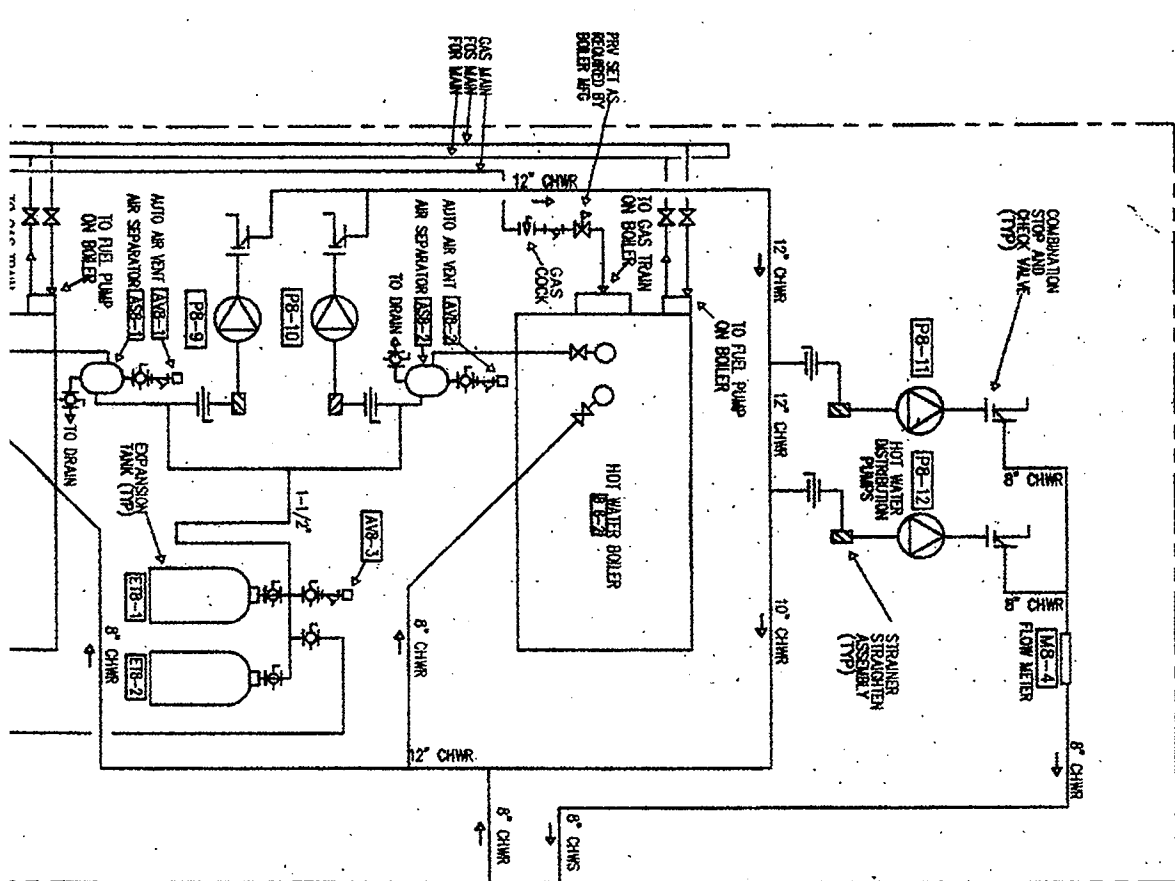 GAS MAIN
FOS MAIN
FOR MAIN
PRV SET AS
REQUIRED BY
BOILER MFG
12" CHWR
GAS
COCK
TO GAS TRAIN
ON BOILER
TO FUEL PUMP
ON BOILER
12" CHWR
12" CHWR
10" CHWR
COMBINATION
STOP AND
CHECK VALVE
(TYP)
P8-11
P8-12
HOT WATER
DISTRIBUTION
PUMPS
8" CHWR
8" CHWR
M8-4
FLOW METER
STRAINER
STRAIGHTEN
ASSEMBLY
(TYP)
8" CHWR
TO FUEL PUMP
ON BOILER
AUTO AIR VENT AV8-1
AIR SEPARATOR AS8-1
TO DRAIN
P8-9
P8-10
AUTO AIR VENT AV8-2
AIR SEPARATOR AS8-2
TO DRAIN
HOT WATER BOILER
EXPANSION
TANK (TYP)
1-1/2"
AV8-3
ET8-1
ET8-2
8" CHWR
8" CHWR
12" CHWR
8" CHWR
8" CHWS